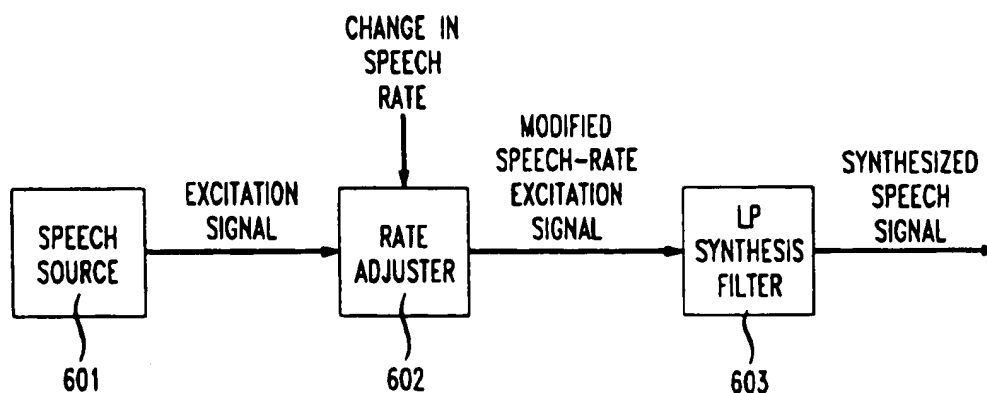 CHANGE IN
SPEECH
RATE
MODIFIED
SPEECH-RATE
EXCITATION
SIGNAL
EXCITATION
SIGNAL
SYNTHESIZED
SPEECH
SIGNAL
SPEECH
SOURCE
RATE
ADJUSTER
LP
SYNTHESIS
FILTER
601
602
603